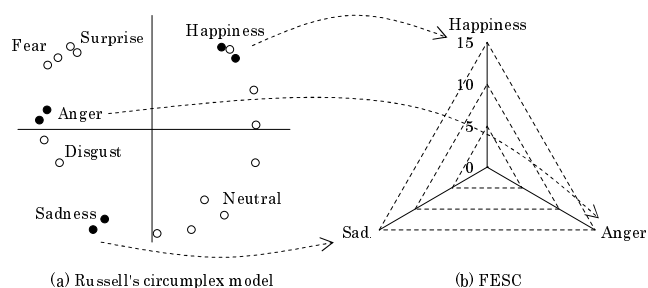 Happiness
Surprise
Fear
Anger
Disgust
Neutral
Sadness
(a) Russell's circumplex model
Happiness
15
10
5
0
Sad.
Anger
(b) FESC